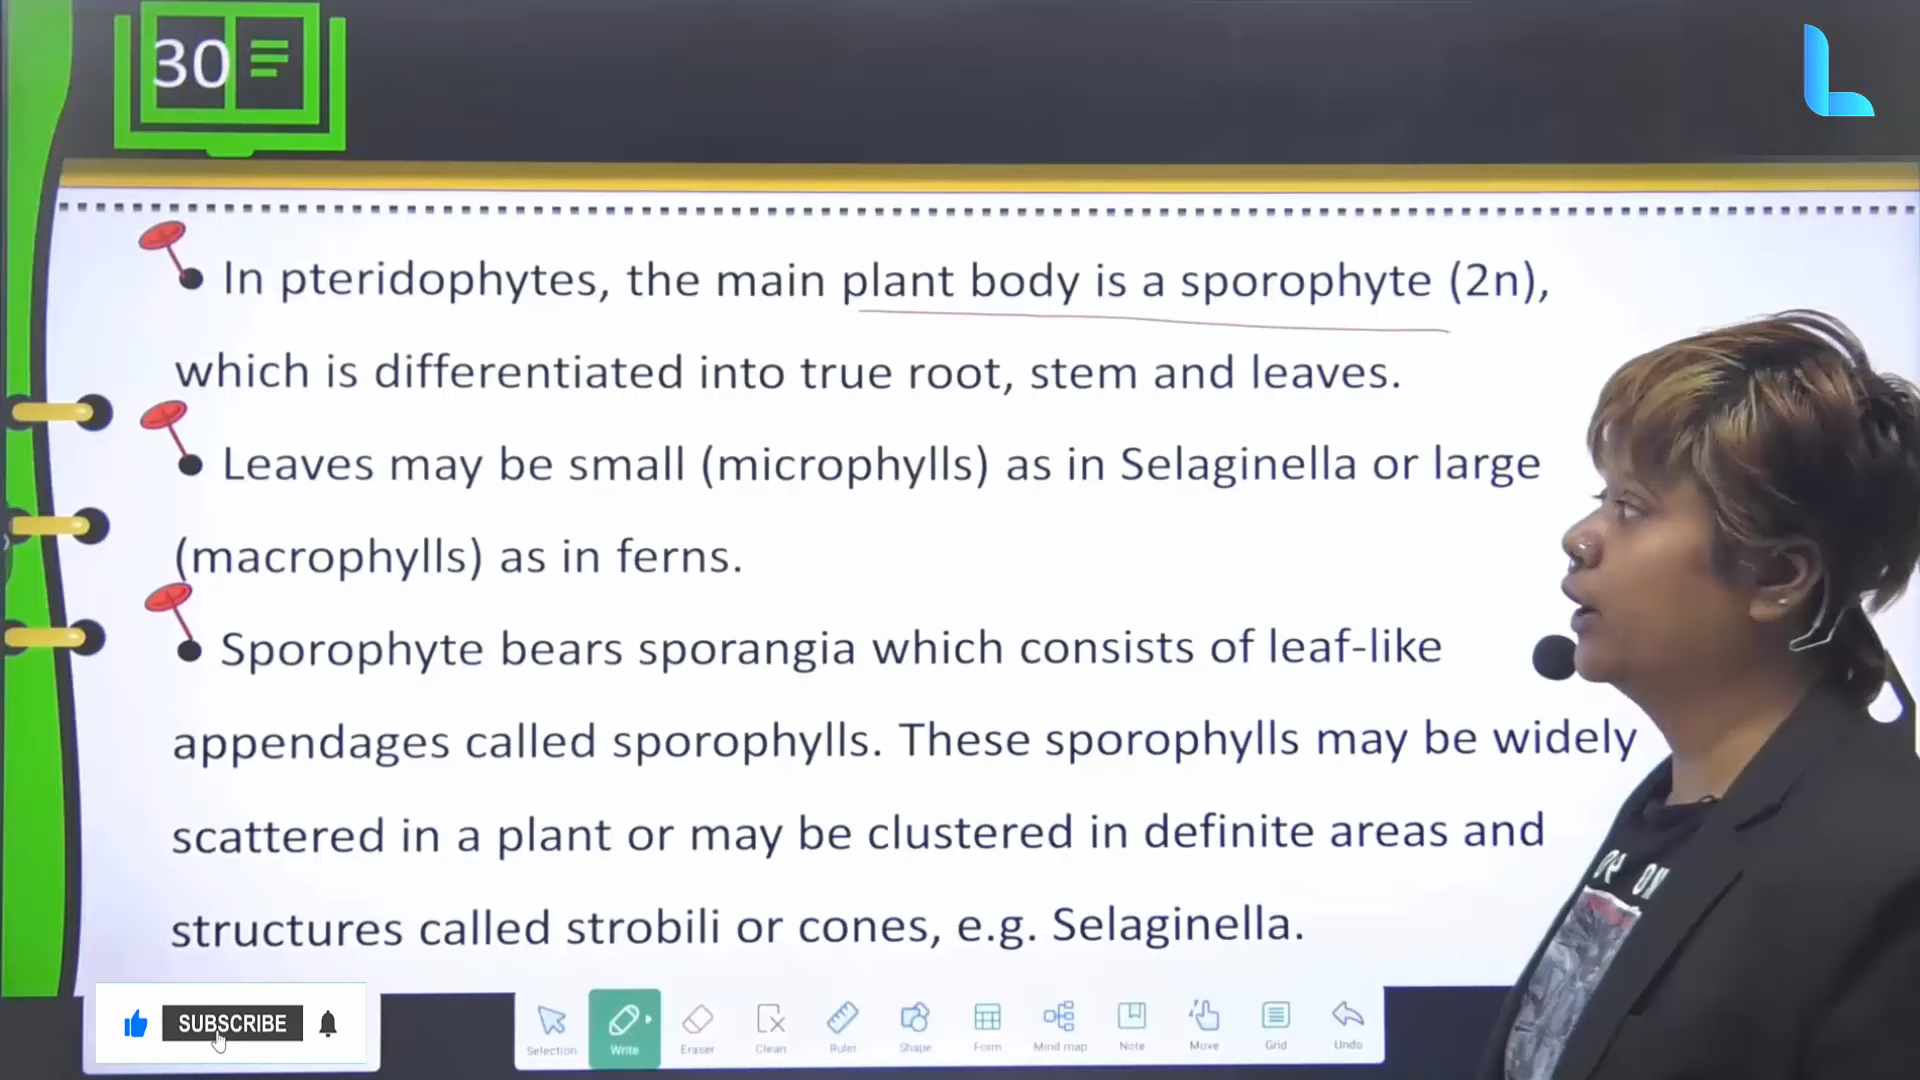 30
• In pteridophytes, the main plant body is a sporophyte (2n),
which is differentiated into true root, stem and leaves.
• Leaves may be small (microphylls) as in Selaginella or large
(macrophylls) as in ferns.
• Sporophyte bears sporangia which consists of leaf-like
appendages called sporophylls. These sporophylls may be widely
scattered in a plant or may be clustered in definite areas and
structures called strobili or cones, e.g. Selaginella.
SUBSCRIBE
Selection Write Eraser Clean Ruler Shape Form Mind map Note Move Grid Undo